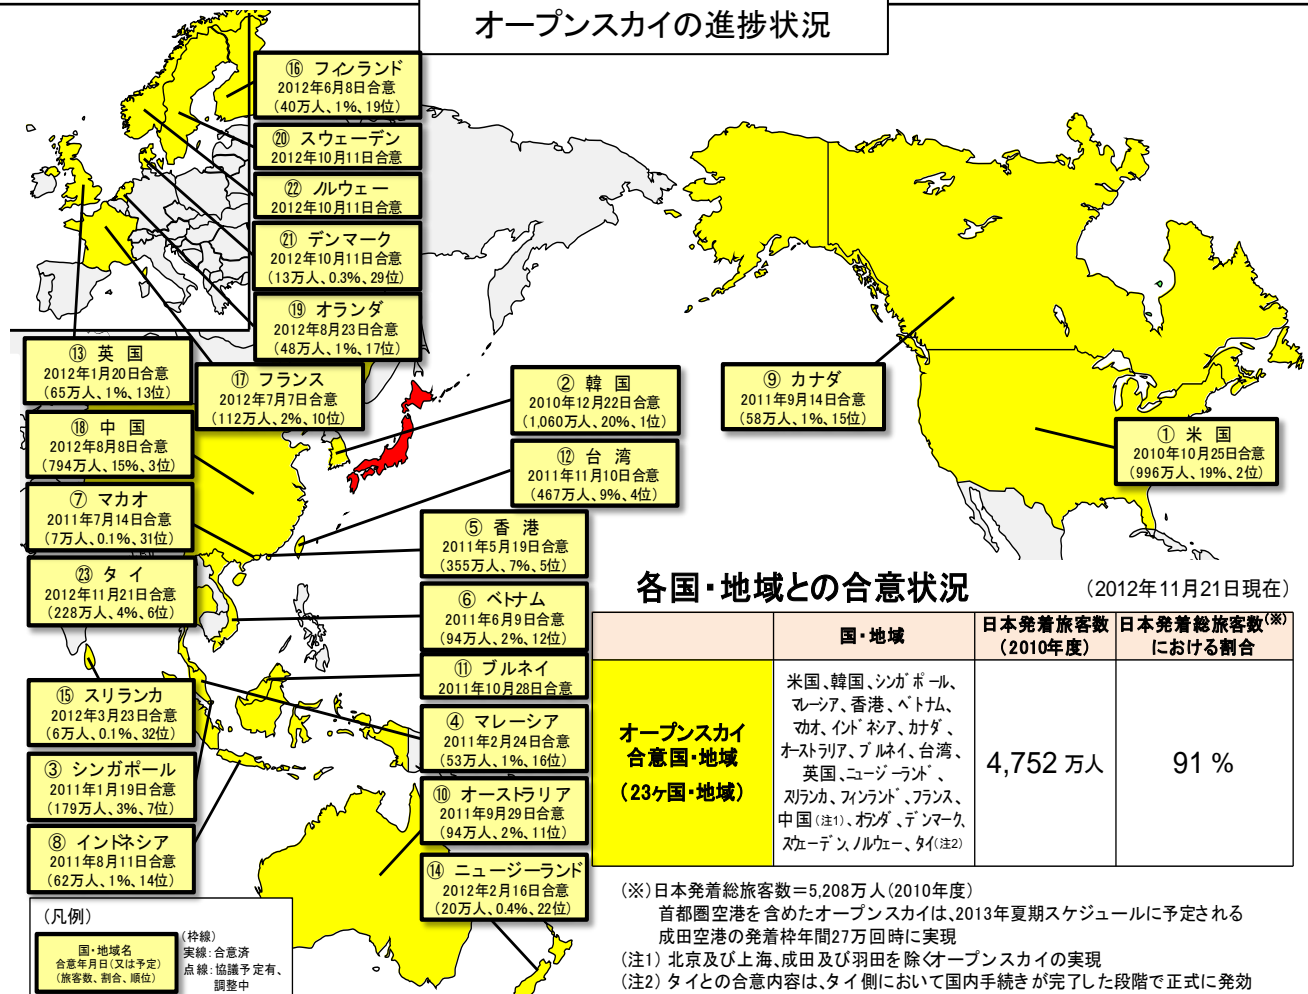 オープンスカイの進捗状況
⑯ フィンランド
2012年6月8日合意
(40万人、1%、19位)
⑳ スウェーデン
2012年10月11日合意
㉒ ノルウェー
2012年10月11日合意
㉑ デンマーク
2012年10月11日合意
(13万人、0.3%、29位)
⑲ オランダ
2012年8月23日合意
(48万人、1%、17位)
⑬ 英 国
2012年1月20日合意
(65万人、1%、13位)
⑰ フランス
2012年7月7日合意
(112万人、2%、10位)
② 韓 国
2010年12月22日合意
(1,060万人、20%、1位)
⑨ カナダ
2011年9月14日合意
(58万人、1%、15位)
① 米 国
2010年10月25日合意
(996万人、19%、2位)
⑱ 中 国
2012年8月8日合意
(794万人、15%、3位)
⑫ 台 湾
2011年11月10日合意
(467万人、9%、4位)
⑦ マカオ
2011年7月14日合意
(7万人、0.1%、31位)
⑤ 香 港
2011年5月19日合意
(355万人、7%、5位)
㉓ タ イ
2012年11月21日合意
(228万人、4%、6位)
⑥ ベトナム
2011年6月9日合意
(94万人、2%、12位)
⑪ ブルネイ
2011年10月28日合意
⑮ スリランカ
2012年3月23日合意
(6万人、0.1%、32位)
④ マレーシア
2011年2月24日合意
(53万人、1%、16位)
③ シンガポール
2011年1月19日合意
(179万人、3%、7位)
⑩ オーストラリア
2011年9月29日合意
(94万人、2%、11位)
⑧ インドネシア
2011年8月11日合意
(62万人、1%、14位)
⑭ ニュージーランド
2012年2月16日合意
(20万人、0.4%、22位)
(凡例)
国・地域名
合意年月日(又は予定)
(旅客数、割合、順位)
(枠線)
実線:合意済
点線:協議予定有、
調整中
各国・地域との合意状況
(2012年11月21日現在)
国・地域
日本発着旅客数
(2010年度)
日本発着総旅客数(※)
における割合
オープンスカイ
合意国・地域
(23ヶ国・地域)
米国、韓国、シンガポール、
マレーシア、香港、ベトナム、
マカオ、インドネシア、カナダ、
オーストラリア、ブルネイ、台湾、
英国、ニュージーランド、
スリランカ、フィンランド、フランス、
中国(注1)、オランダ、デンマーク、
スウェーデン、ノルウェー、タイ(注2)
4,752 万人
91 %
(※)日本発着総旅客数=5,208万人(2010年度)
首都圏空港を含めたオープンスカイは、2013年夏期スケジュールに予定される
成田空港の発着枠年間27万回時に実現
(注1) 北京及び上海、成田及び羽田を除くオープンスカイの実現
(注2) タイとの合意内容は、タイ側において国内手続きが完了した段階で正式に発効